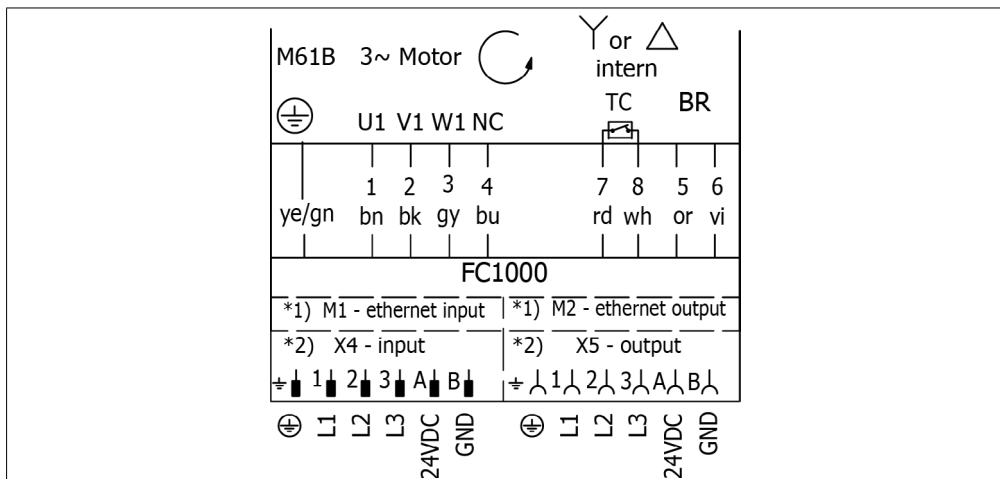 M61B 3~ Motor or
intern
TC BR
U1 V1 W1 NC
1 2 3 4 7 8 5 6
ye/gn bn bk gy bu rd wh or vi
FC1000
*1) M1 - ethernet input *1) M2 - ethernet output
*2) X4 - input *2) X5 - output
1 2 3 A B 1 2 3 A B
L1 L2 L3 24VDC GND L1 L2 L3 24VDC GND